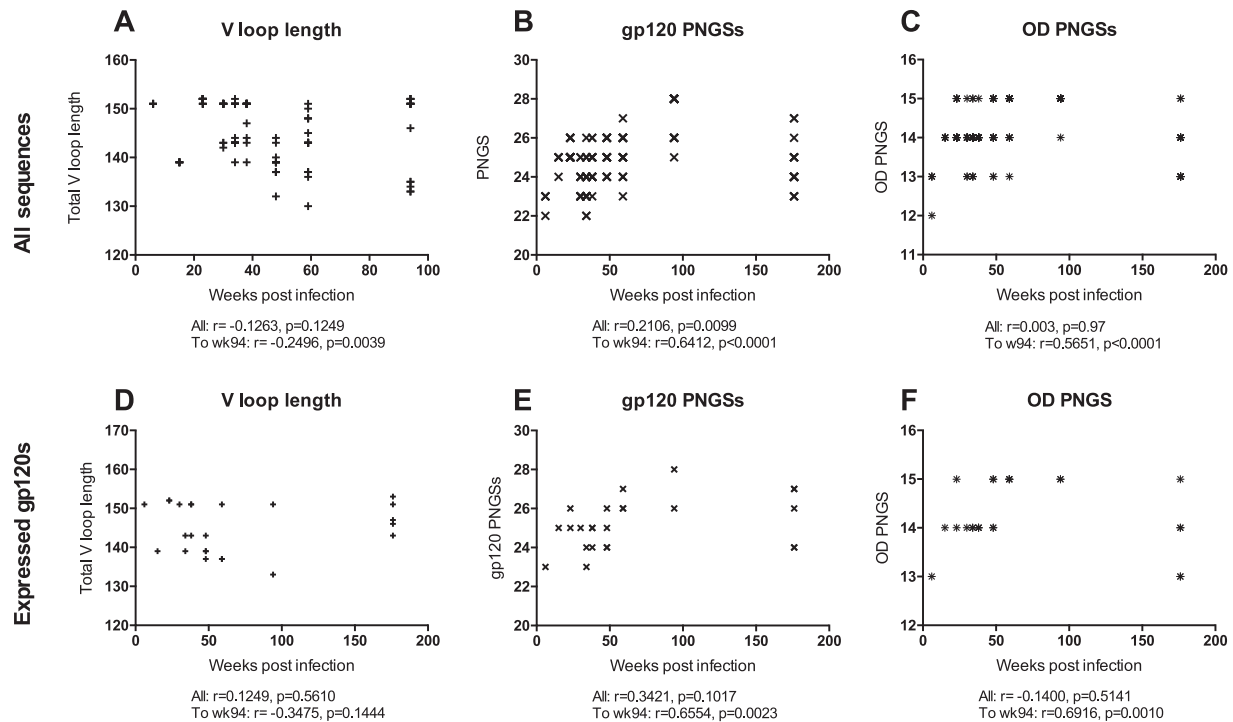 A
V loop length
B
gp120 PNGSs
C
OD PNGSs
All sequences
Total V loop length
160
150
140
130
120
0
20
40
60
80
100
Weeks post infection
All: r= -0.1263, p=0.1249
To wk94: r= -0.2496, p=0.0039
PNGS
30
28
26
24
22
20
0
50
100
150
200
Weeks post infection
All: r=0.2106, p=0.0099
To wk94: r=0.6412, p<0.0001
OD PNGS
16
15
14
13
12
11
0
50
100
150
200
Weeks post infection
All: r=0.003, p=0.97
To w94: r=0.5651, p<0.0001
D
V loop length
E
gp120 PNGSs
F
OD PNGS
Expressed gp120s
Total V loop length
170
160
150
140
130
120
0
50
100
150
200
Weeks post infection
All: r=0.1249, p=0.5610
To wk94: r= -0.3475, p=0.1444
gp120 PNGSs
30
28
26
24
22
20
0
50
100
150
200
Weeks post infection
All: r=0.3421, p=0.1017
To wk94: r=0.6554, p=0.0023
OD PNGS
16
15
14
13
12
0
50
100
150
200
Weeks post infection
All: r= -0.1400, p=0.5141
To wk94: r=0.6916, p=0.0010